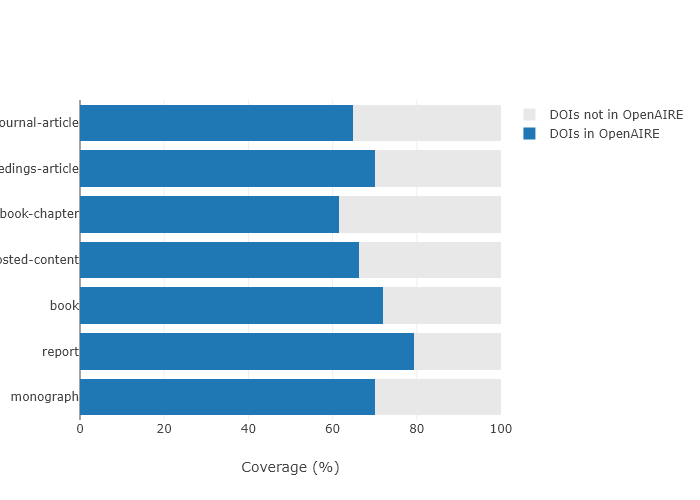 ournal-article
edings-article
book-chapter
osted-content
book
report
monograph
0 20 40 60 80 100
Coverage (%)
DOIs not in OpenAIRE
DOIs in OpenAIRE